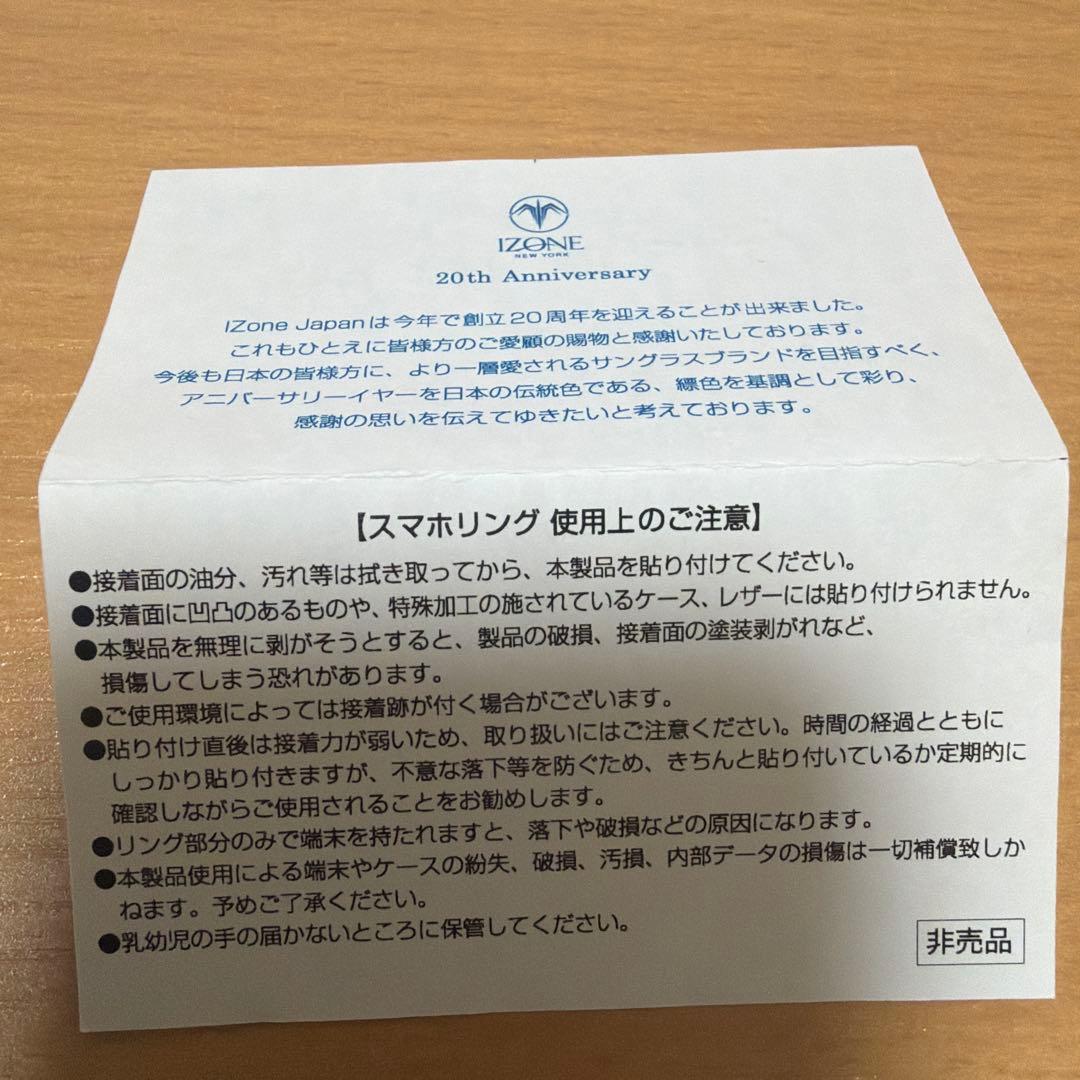 IZONE
NEW YORK
20th Anniversary
IZone Japanは今年で創立20周年を迎えることが出来ました。
これもひとえに皆様方のご愛顧の賜物と感謝いたしております。
今後も日本の皆様方に、より一層愛されるサングラスブランドを目指すべく、
アニバーサリーイヤーを日本の伝統色である、縹色を基調として彩り、
感謝の思いを伝えてゆきたいと考えております。
【スマホリング 使用上のご注意】
●接着面の油分、汚れ等は拭き取ってから、本製品を貼り付けてください。
●接着面に凹凸のあるものや、特殊加工の施されているケース、レザーには貼り付けられません。
●本製品を無理に剥がそうとすると、製品の破損、接着面の塗装剥がれなど、
損傷してしまう恐れがあります。
●ご使用環境によっては接着跡が付く場合がございます。
●貼り付け直後は接着力が弱いため、取り扱いにはご注意ください。時間の経過とともに
しっかり貼り付きますが、不意な落下等を防ぐため、きちんと貼り付いているか定期的に
確認しながらご使用されることをお勧めします。
●リング部分のみで端末を持たれますと、落下や破損などの原因になります。
●本製品使用による端末やケースの紛失、破損、汚損、内部データの損傷は一切補償致しか
ねます。予めご了承ください。
●乳幼児の手の届かないところに保管してください。
非売品